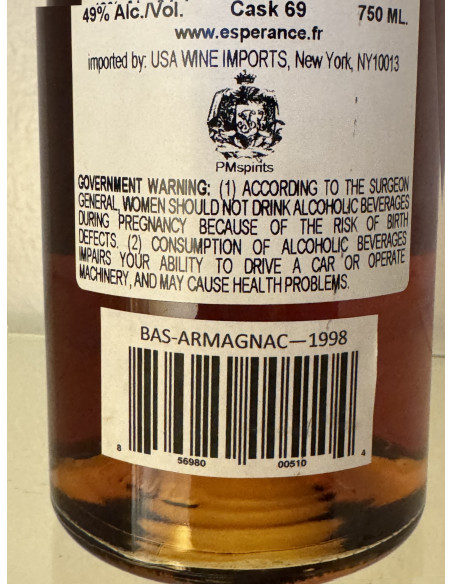 49% Alc./Vol. Cask 69 750 ML.
www.esperance.fr
imported by: USA WINE IMPORTS, New York, NY10013
PMspirits
GOVERNMENT WARNING: (1) ACCORDING TO THE SURGEON
GENERAL, WOMEN SHOULD NOT DRINK ALCOHOLIC BEVERAGES
DURING PREGNANCY BECAUSE OF THE RISK OF BIRTH
DEFECTS. (2) CONSUMPTION OF ALCOHOLIC BEVERAGES
IMPAIRS YOUR ABILITY TO DRIVE A CAR OR OPERATE
MACHINERY, AND MAY CAUSE HEALTH PROBLEMS.
BAS-ARMAGNAC—1998
8 56980 00510 4